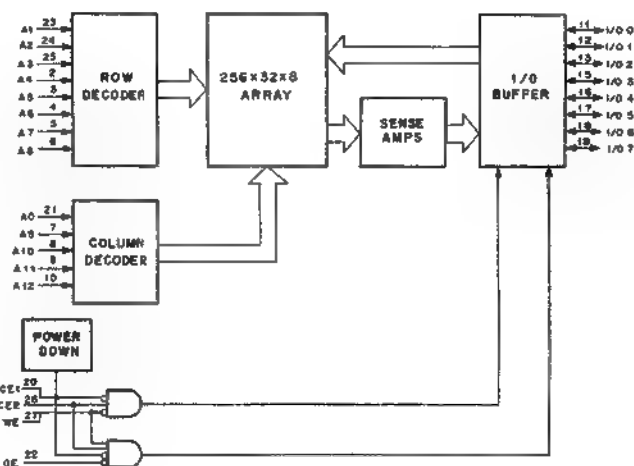 A1 23
A2 24
A3 25
A4 2
A5 3
A6 4
A7 5
A8 6
ROW
DECODER
256×32×8
ARRAY
SENSE
AMPS
I/O
BUFFER
11 I/O 0
12 I/O 1
13 I/O 2
15 I/O 3
16 I/O 4
17 I/O 5
18 I/O 6
19 I/O 7
A0 21
A9 7
A10 8
A11 9
A12 10
COLUMN
DECODER
POWER
DOWN
CE1 20
CE2 26
WE 27
OE 22